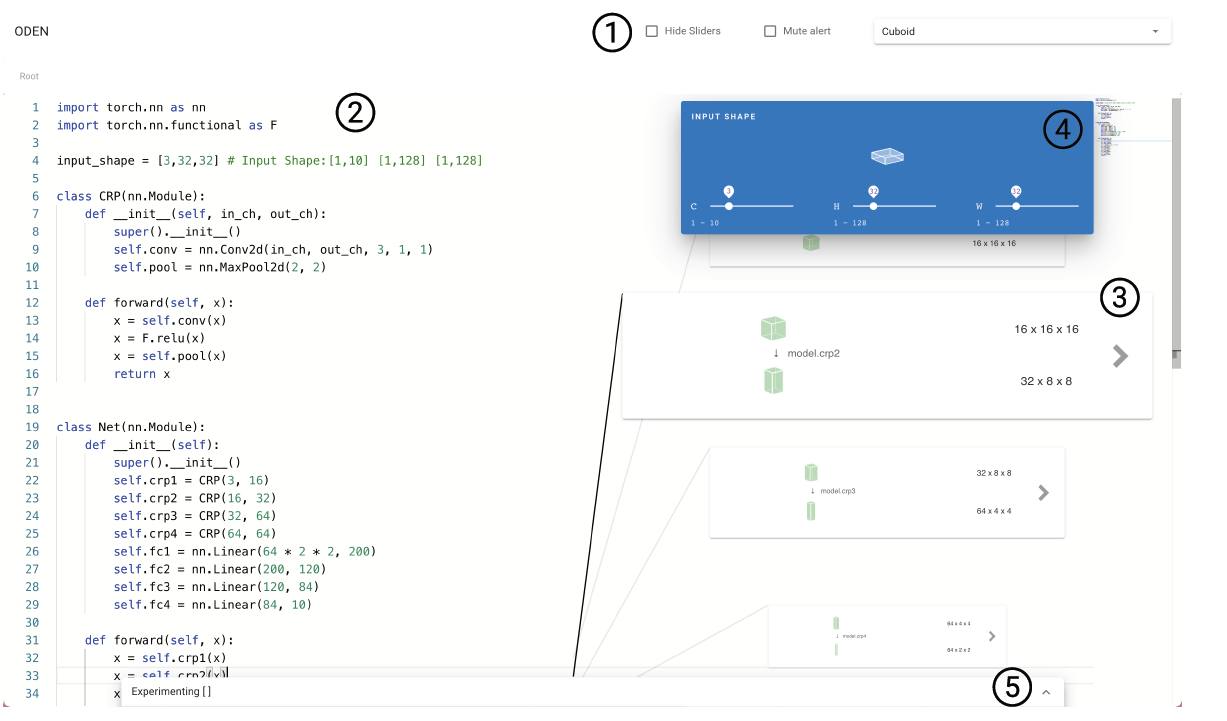 ODEN
1
Hide Sliders
Mute alert
Cuboid
Root
2
1 import torch.nn as nn
2 import torch.nn.functional as F
3
4 input_shape = [3,32,32] # Input Shape:[1,10] [1,128] [1,128]
5
6 class CRP(nn.Module):
7     def __init__(self, in_ch, out_ch):
8         super().__init__()
9         self.conv = nn.Conv2d(in_ch, out_ch, 3, 1, 1)
10         self.pool = nn.MaxPool2d(2, 2)
11
12     def forward(self, x):
13         x = self.conv(x)
14         x = F.relu(x)
15         x = self.pool(x)
16         return x
17
18
19 class Net(nn.Module):
20     def __init__(self):
21         super().__init__()
22         self.crp1 = CRP(3, 16)
23         self.crp2 = CRP(16, 32)
24         self.crp3 = CRP(32, 64)
25         self.crp4 = CRP(64, 64)
26         self.fc1 = nn.Linear(64 * 2 * 2, 200)
27         self.fc2 = nn.Linear(200, 120)
28         self.fc3 = nn.Linear(120, 84)
29         self.fc4 = nn.Linear(84, 10)
30
31     def forward(self, x):
32         x = self.crp1(x)
33         x = self.crp2(x)
34         x
INPUT SHAPE
4
3
32
32
C
H
W
1 - 10
1 - 128
1 - 128
16 x 16 x 16
3
16 x 16 x 16
↓ model.crp2
32 x 8 x 8
32 x 8 x 8
↓ model.crp3
64 x 4 x 4
64 x 4 x 4
↓ model.crp4
64 x 2 x 2
Experimenting [ ]
5